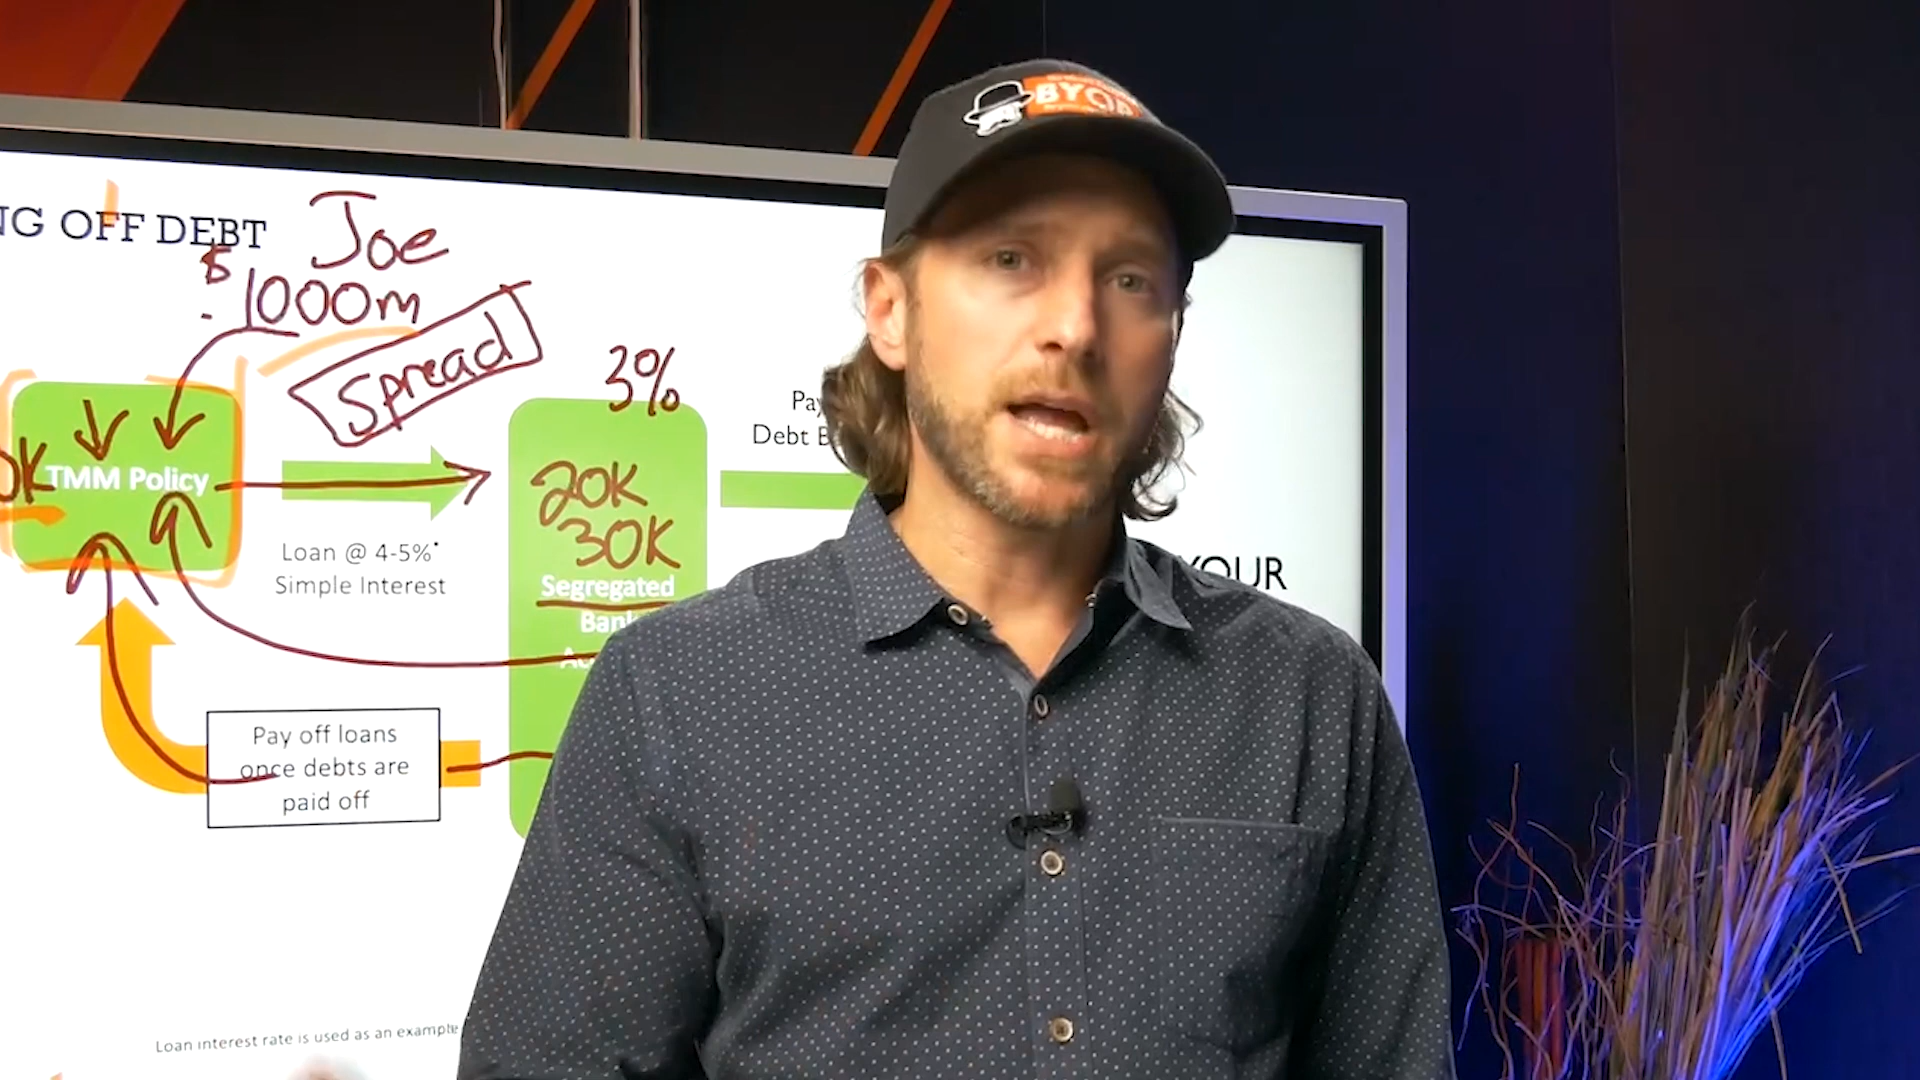 NG OFF DEBT
Joe
$
1000m
Spread
3%
TMM Policy
Loan @ 4-5%*
Simple Interest
20K
30K
Segregated
Bank
Pay
Debt B
YOUR
Pay off loans
once debts are
paid off
Loan interest rate is used as an example
BYOB